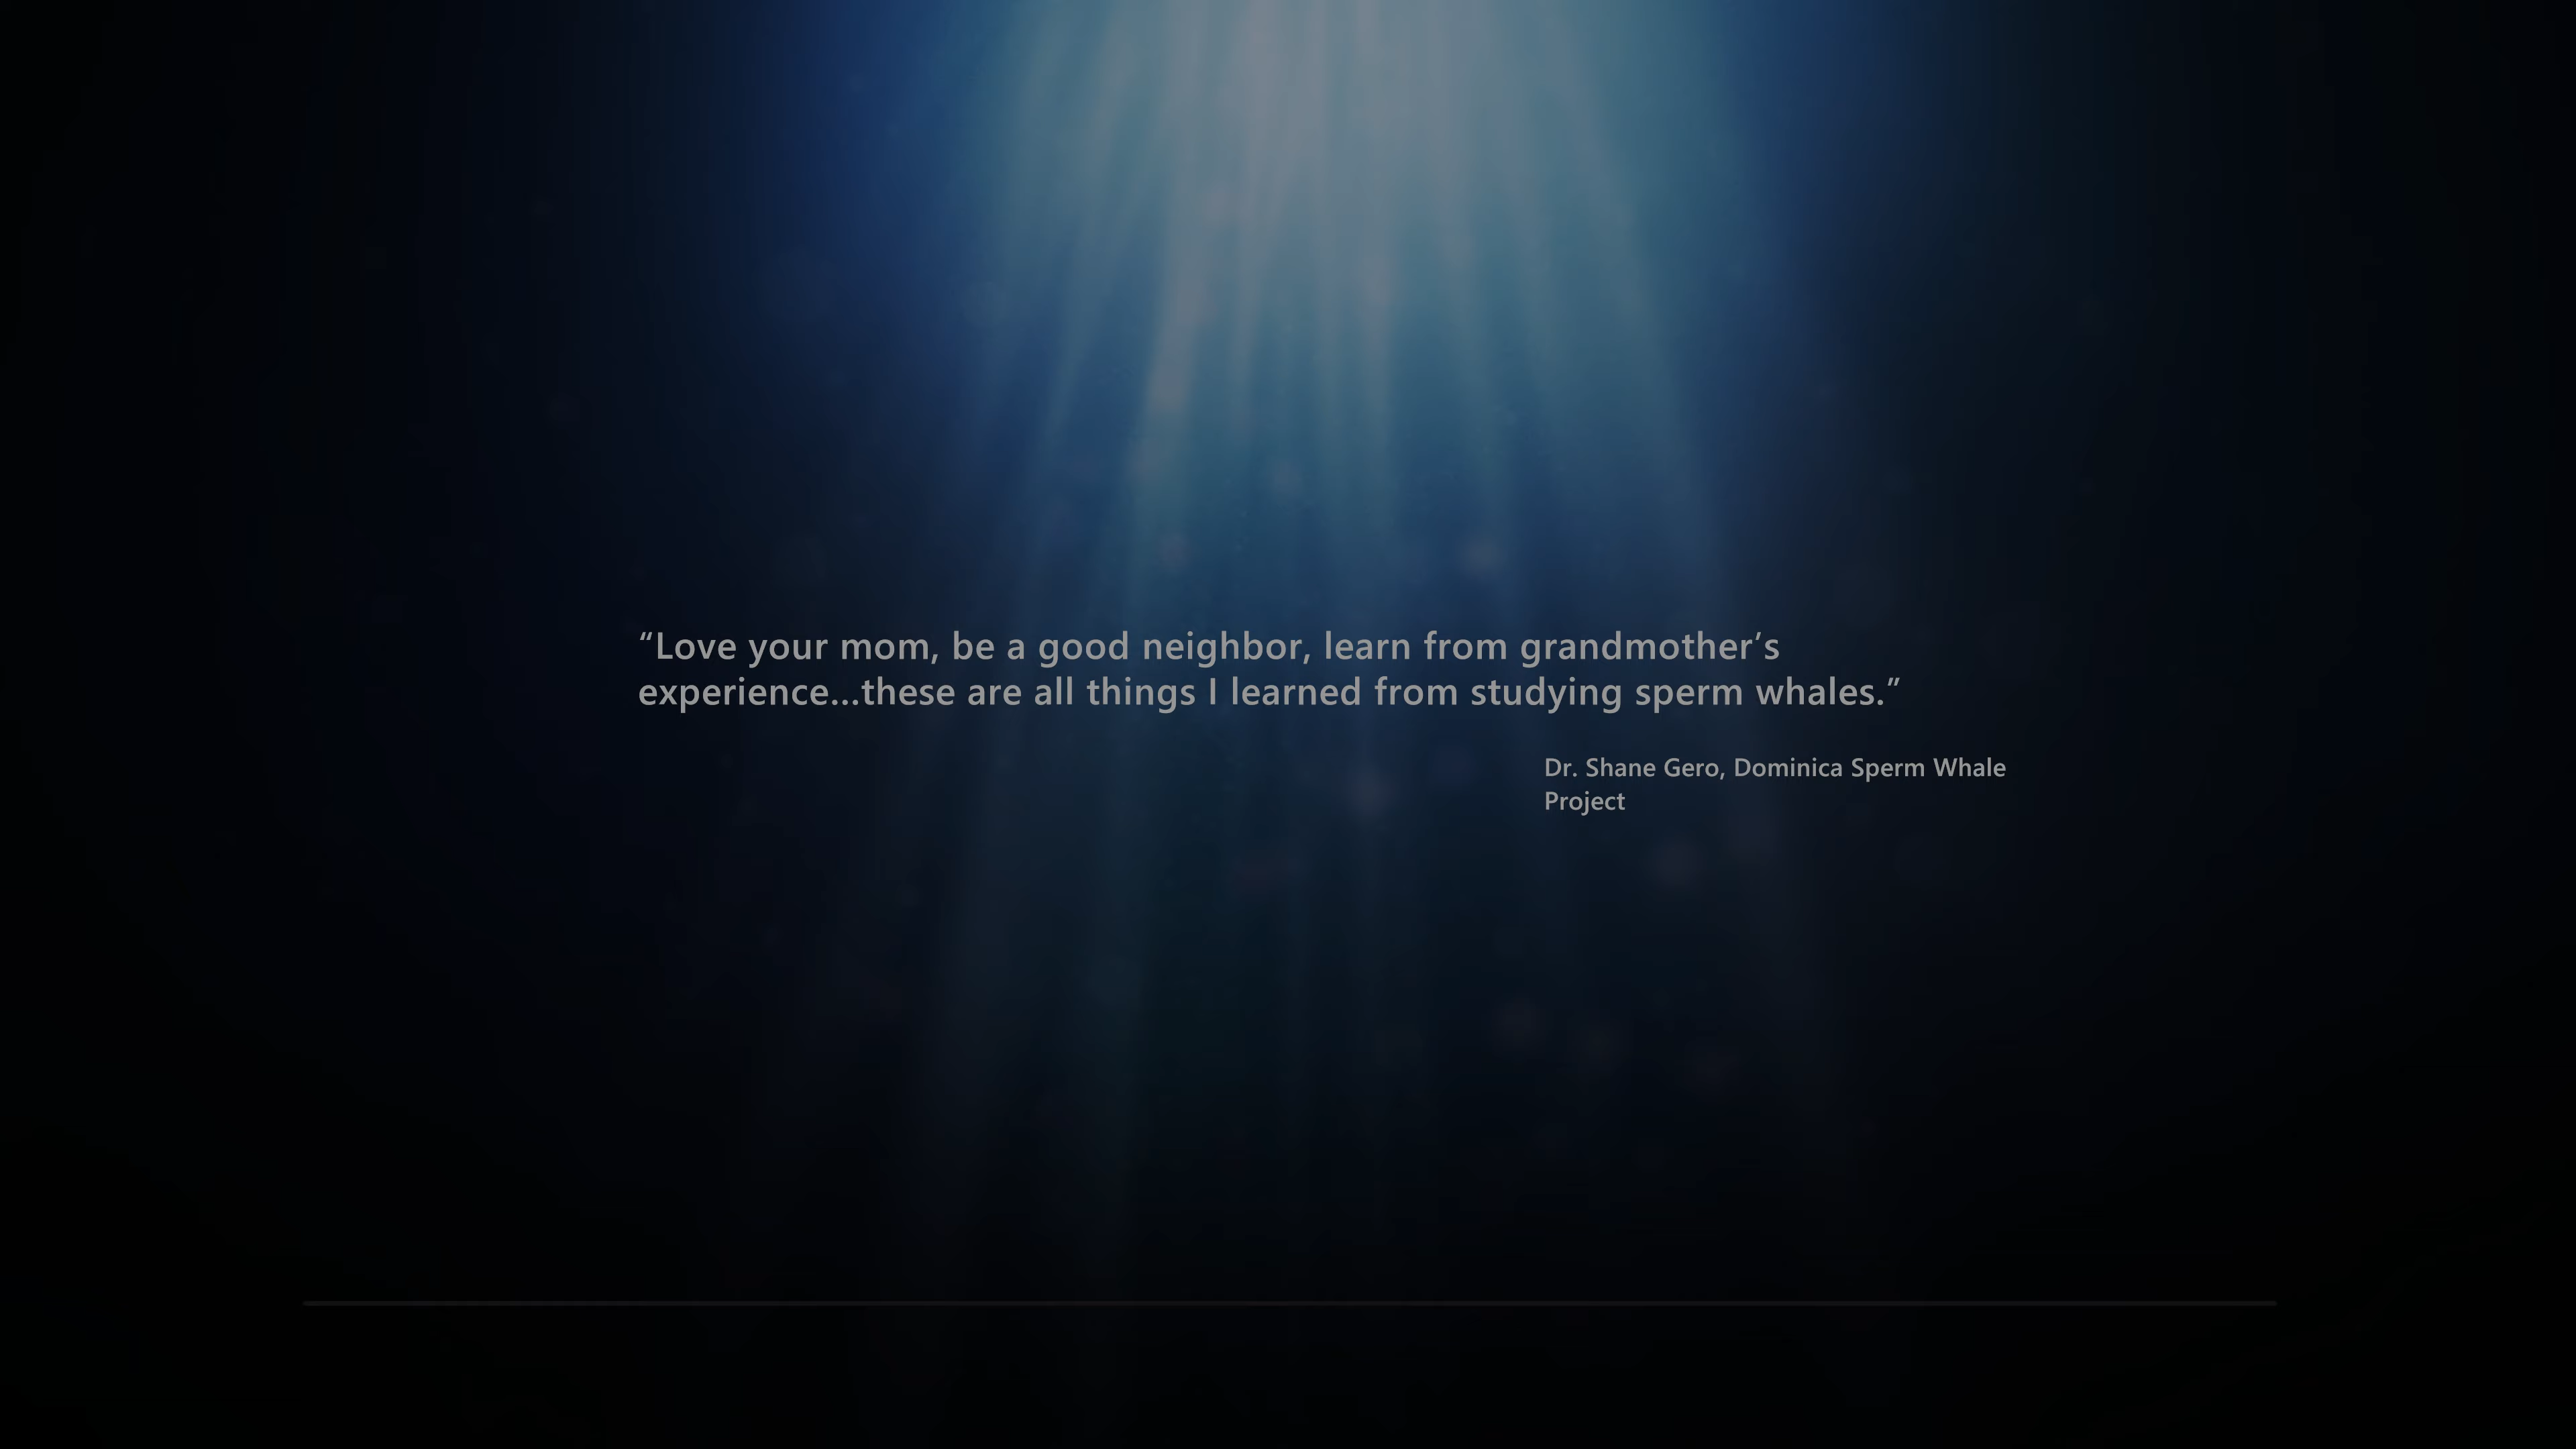 “Love your mom, be a good neighbor, learn from grandmother’s
experience...these are all things I learned from studying sperm whales.”
Dr. Shane Gero, Dominica Sperm Whale
Project